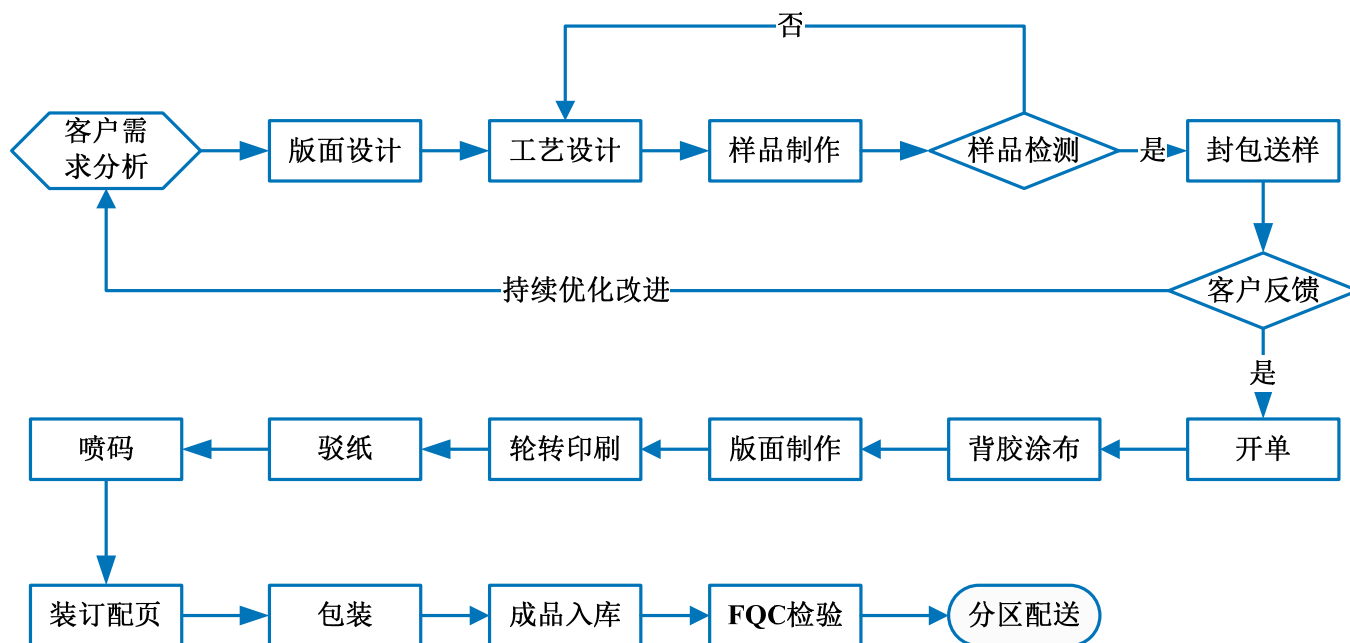 否
客户需
求分析
版面设计
工艺设计
样品制作
样品检测
是
封包送样
持续优化改进
客户反馈
是
喷码
驳纸
轮转印刷
版面制作
背胶涂布
开单
装订配页
包装
成品入库
FQC检验
分区配送